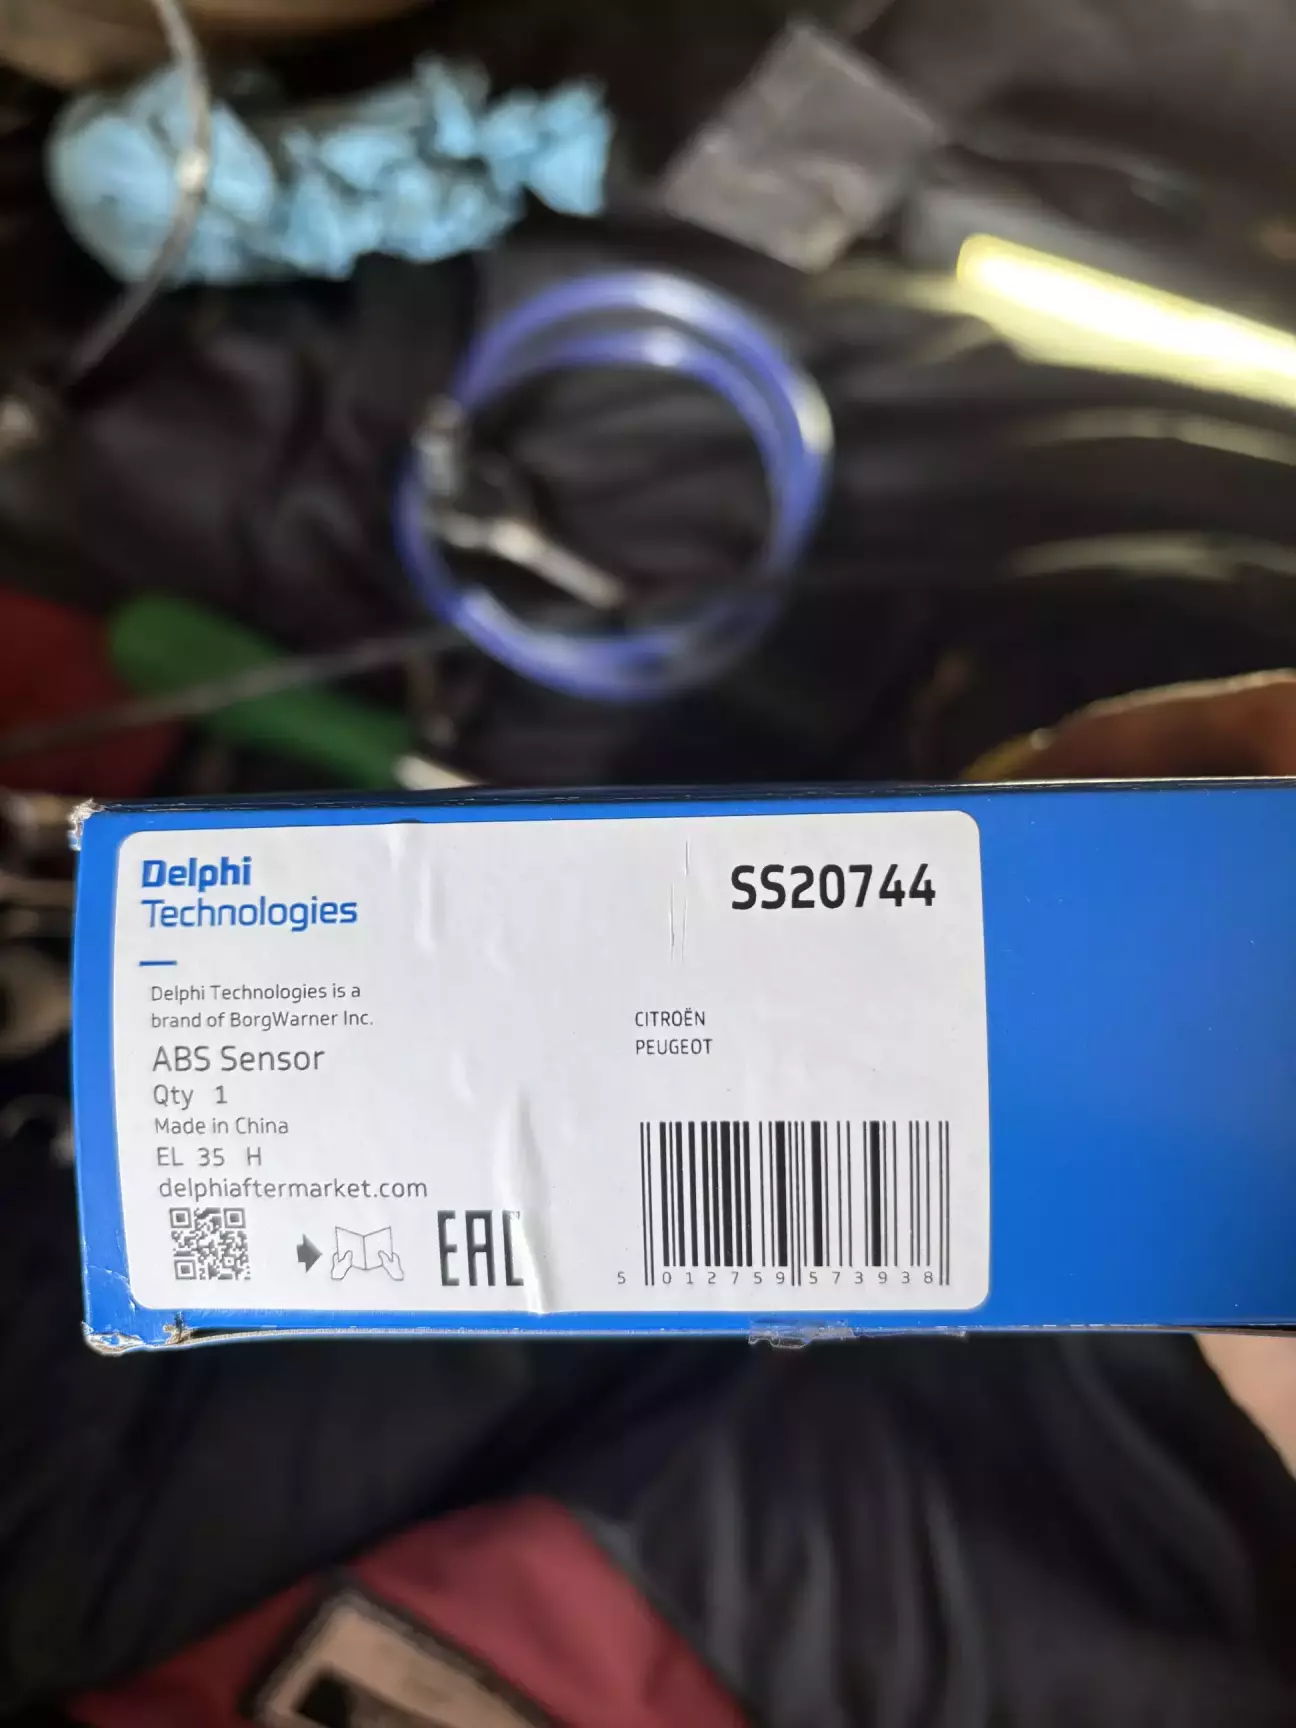 Delphi
Technologies
SS20744
Delphi Technologies is a
brand of BorgWarner Inc.
CITROËN
PEUGEOT
ABS Sensor
Qty 1
Made in China
EL 35 H
delphiaftermarket.com
EAC
5 012759 573938